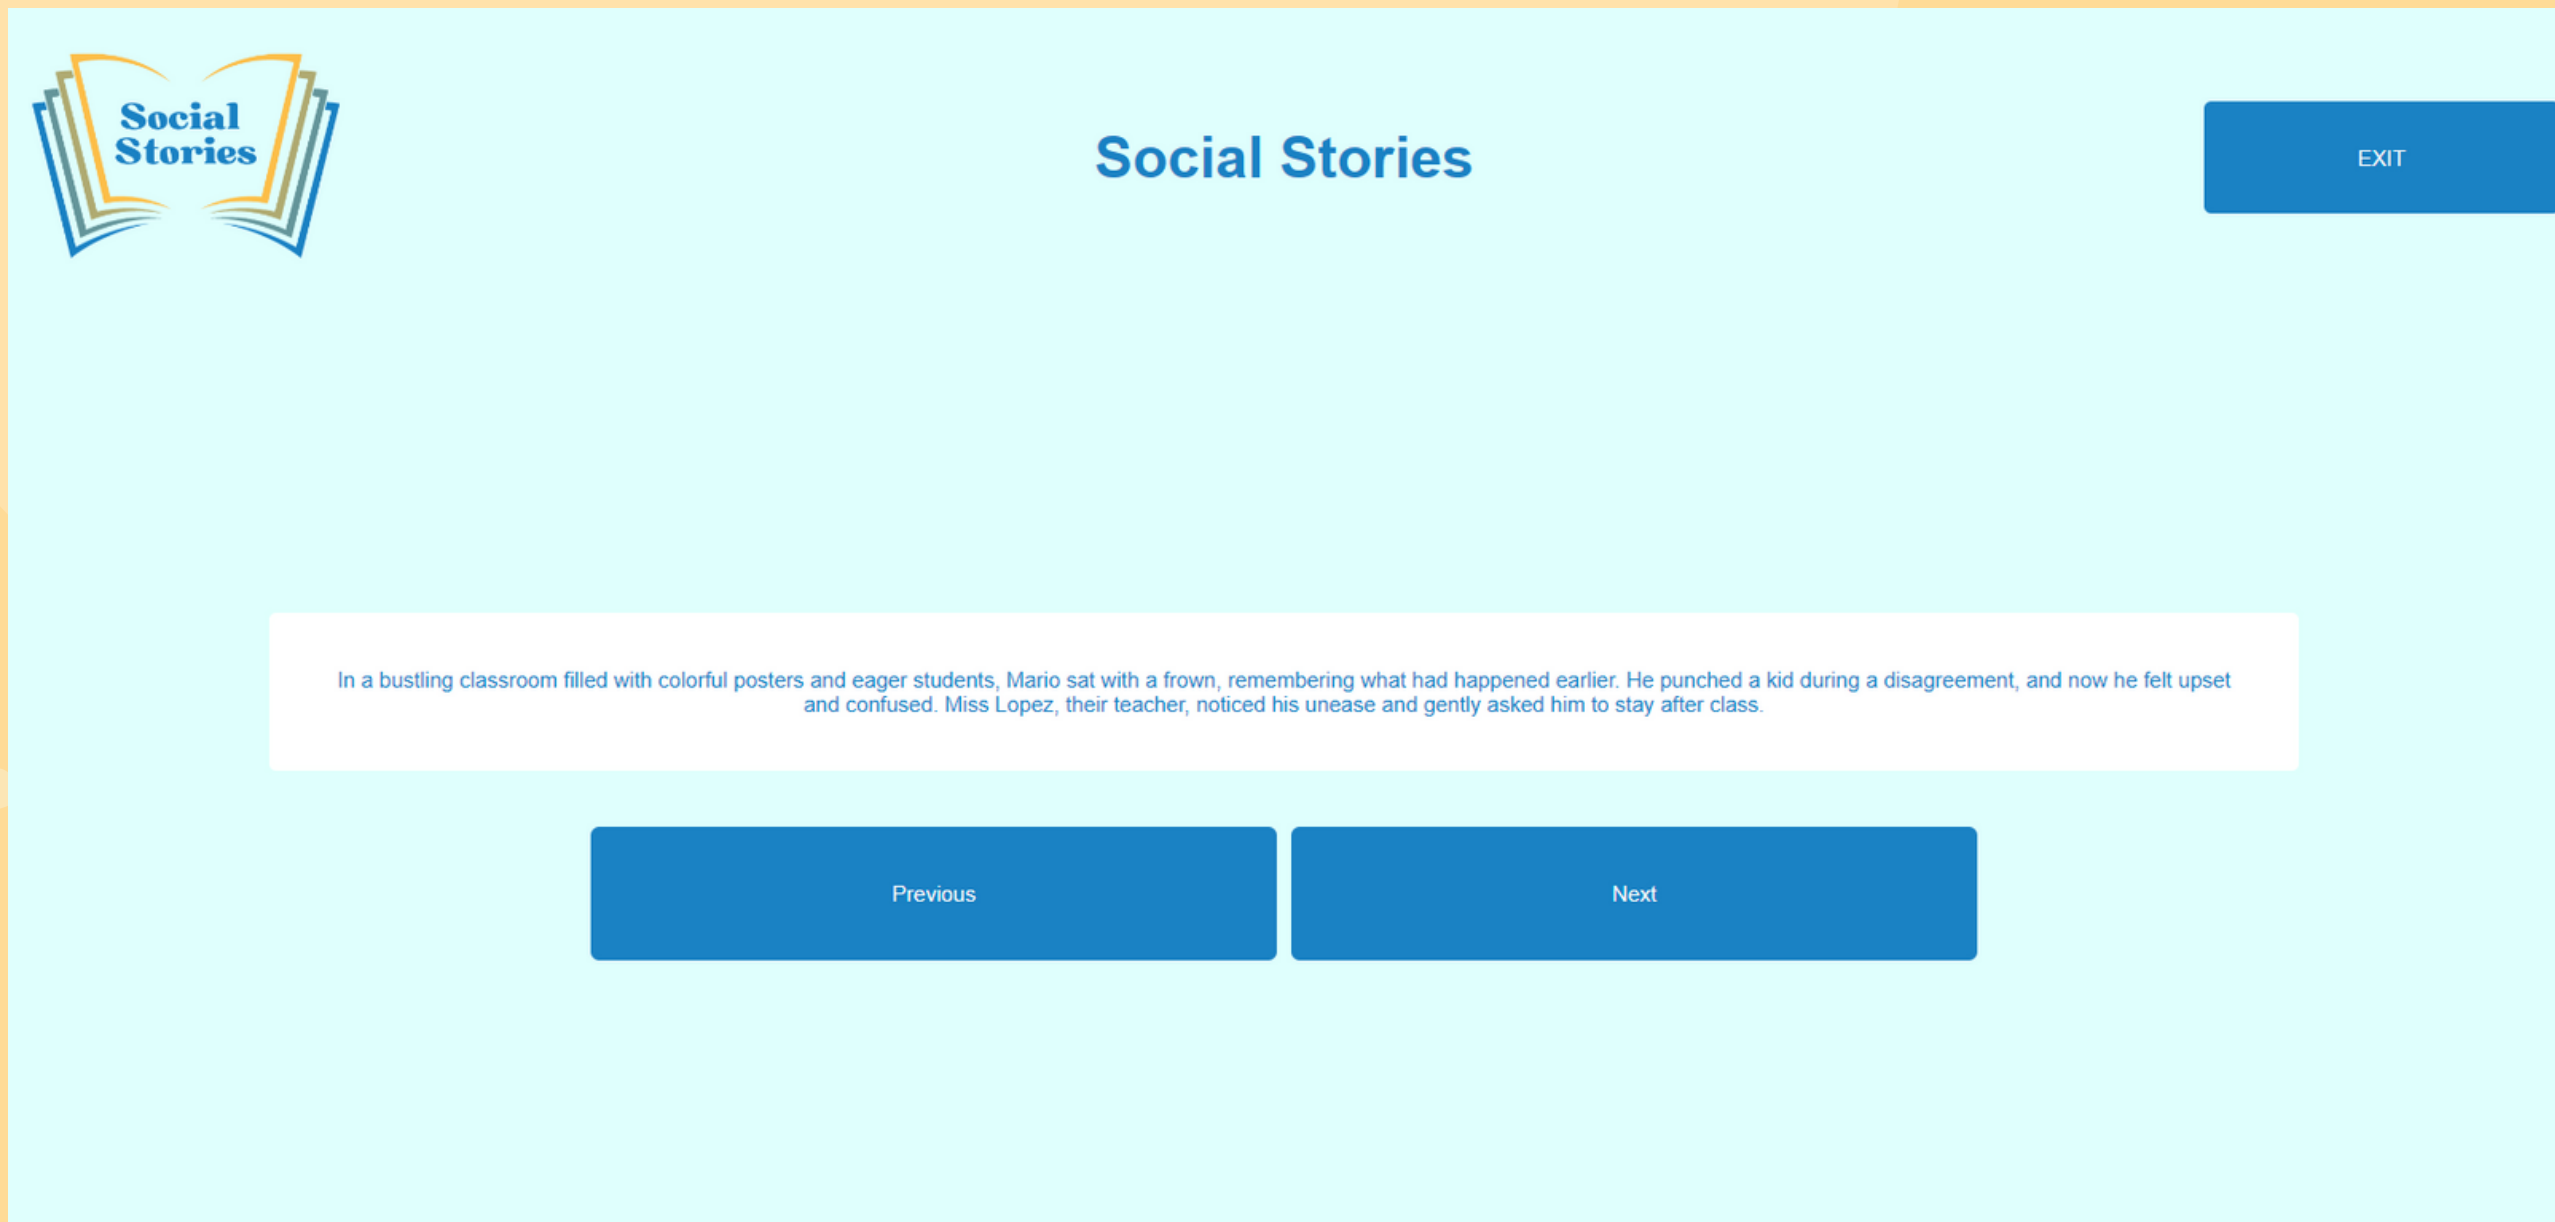 Social
Stories
Social Stories
EXIT
In a bustling classroom filled with colorful posters and eager students, Mario sat with a frown, remembering what had happened earlier. He punched a kid during a disagreement, and now he felt upset
and confused. Miss Lopez, their teacher, noticed his unease and gently asked him to stay after class.
Previous
Next